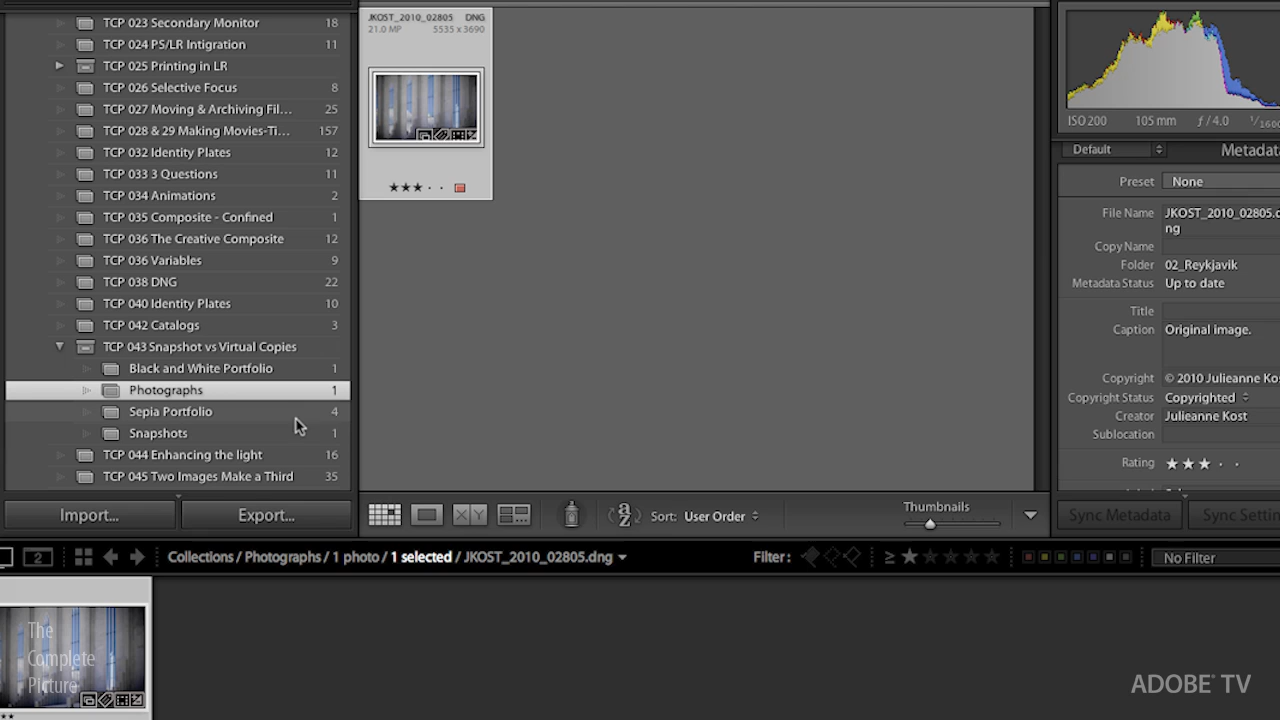 TCP 023 Secondary Monitor 18
TCP 024 PS/LR Intigration 11
TCP 025 Printing in LR
TCP 026 Selective Focus 8
TCP 027 Moving & Archiving Fil... 25
TCP 028 & 29 Making Movies-Ti... 157
TCP 032 Identity Plates 12
TCP 033 3 Questions 11
TCP 034 Animations 2
TCP 035 Composite - Confined 1
TCP 036 The Creative Composite 12
TCP 036 Variables 9
TCP 038 DNG 22
TCP 040 Identity Plates 10
TCP 042 Catalogs 3
TCP 043 Snapshot vs Virtual Copies
Black and White Portfolio 1
Photographs 1
Sepia Portfolio 4
Snapshots 1
TCP 044 Enhancing the light 16
TCP 045 Two Images Make a Third 35
Import... Export...
JKOST_2010_02805 DNG
21.0 MP 5535 x 3690
ISO 200 105 mm ƒ / 4.0
Default Metadata
Preset None
File Name JKOST_2010_02805.d
ng
Copy Name
Folder 02_Reykjavik
Metadata Status Up to date
Title
Caption Original image.
Copyright © 2010 Julieanne Kos
Copyright Status Copyrighted
Creator Julieanne Kost
Sublocation
Rating ★ ★ ★ · ·
Sync Metadata Sync Settin
XY Sort: User Order Thumbnails
2 Collections / Photographs / 1 photo / 1 selected / JKOST_2010_02805.dng Filter: ≥ No Filter
The
Complete
Picture
ADOBE® TV